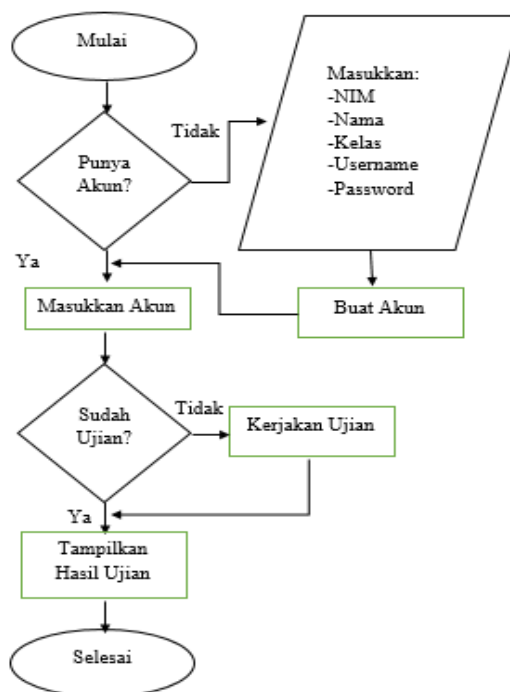 Mulai
Masukkan:
-NIM
-Nama
-Kelas
-Username
-Password
Tidak
Punya
Akun?
Ya
Masukkan Akun
Buat Akun
Sudah
Ujian?
Tidak
Kerjakan Ujian
Ya
Tampilkan
Hasil Ujian
Selesai